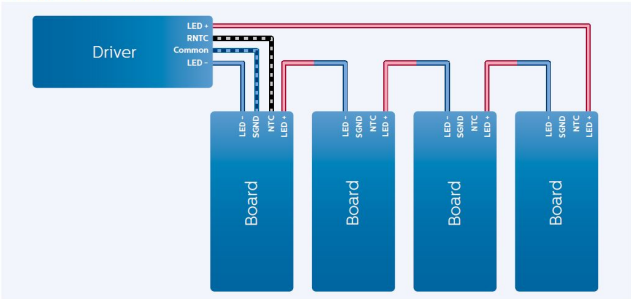 LED +
RNTC
Driver
Common
LED –
LED –
SGND
NTC
LED +
LED –
SGND
NTC
LED +
LED –
SGND
NTC
LED +
LED –
SGND
NTC
LED +
Board
Board
Board
Board